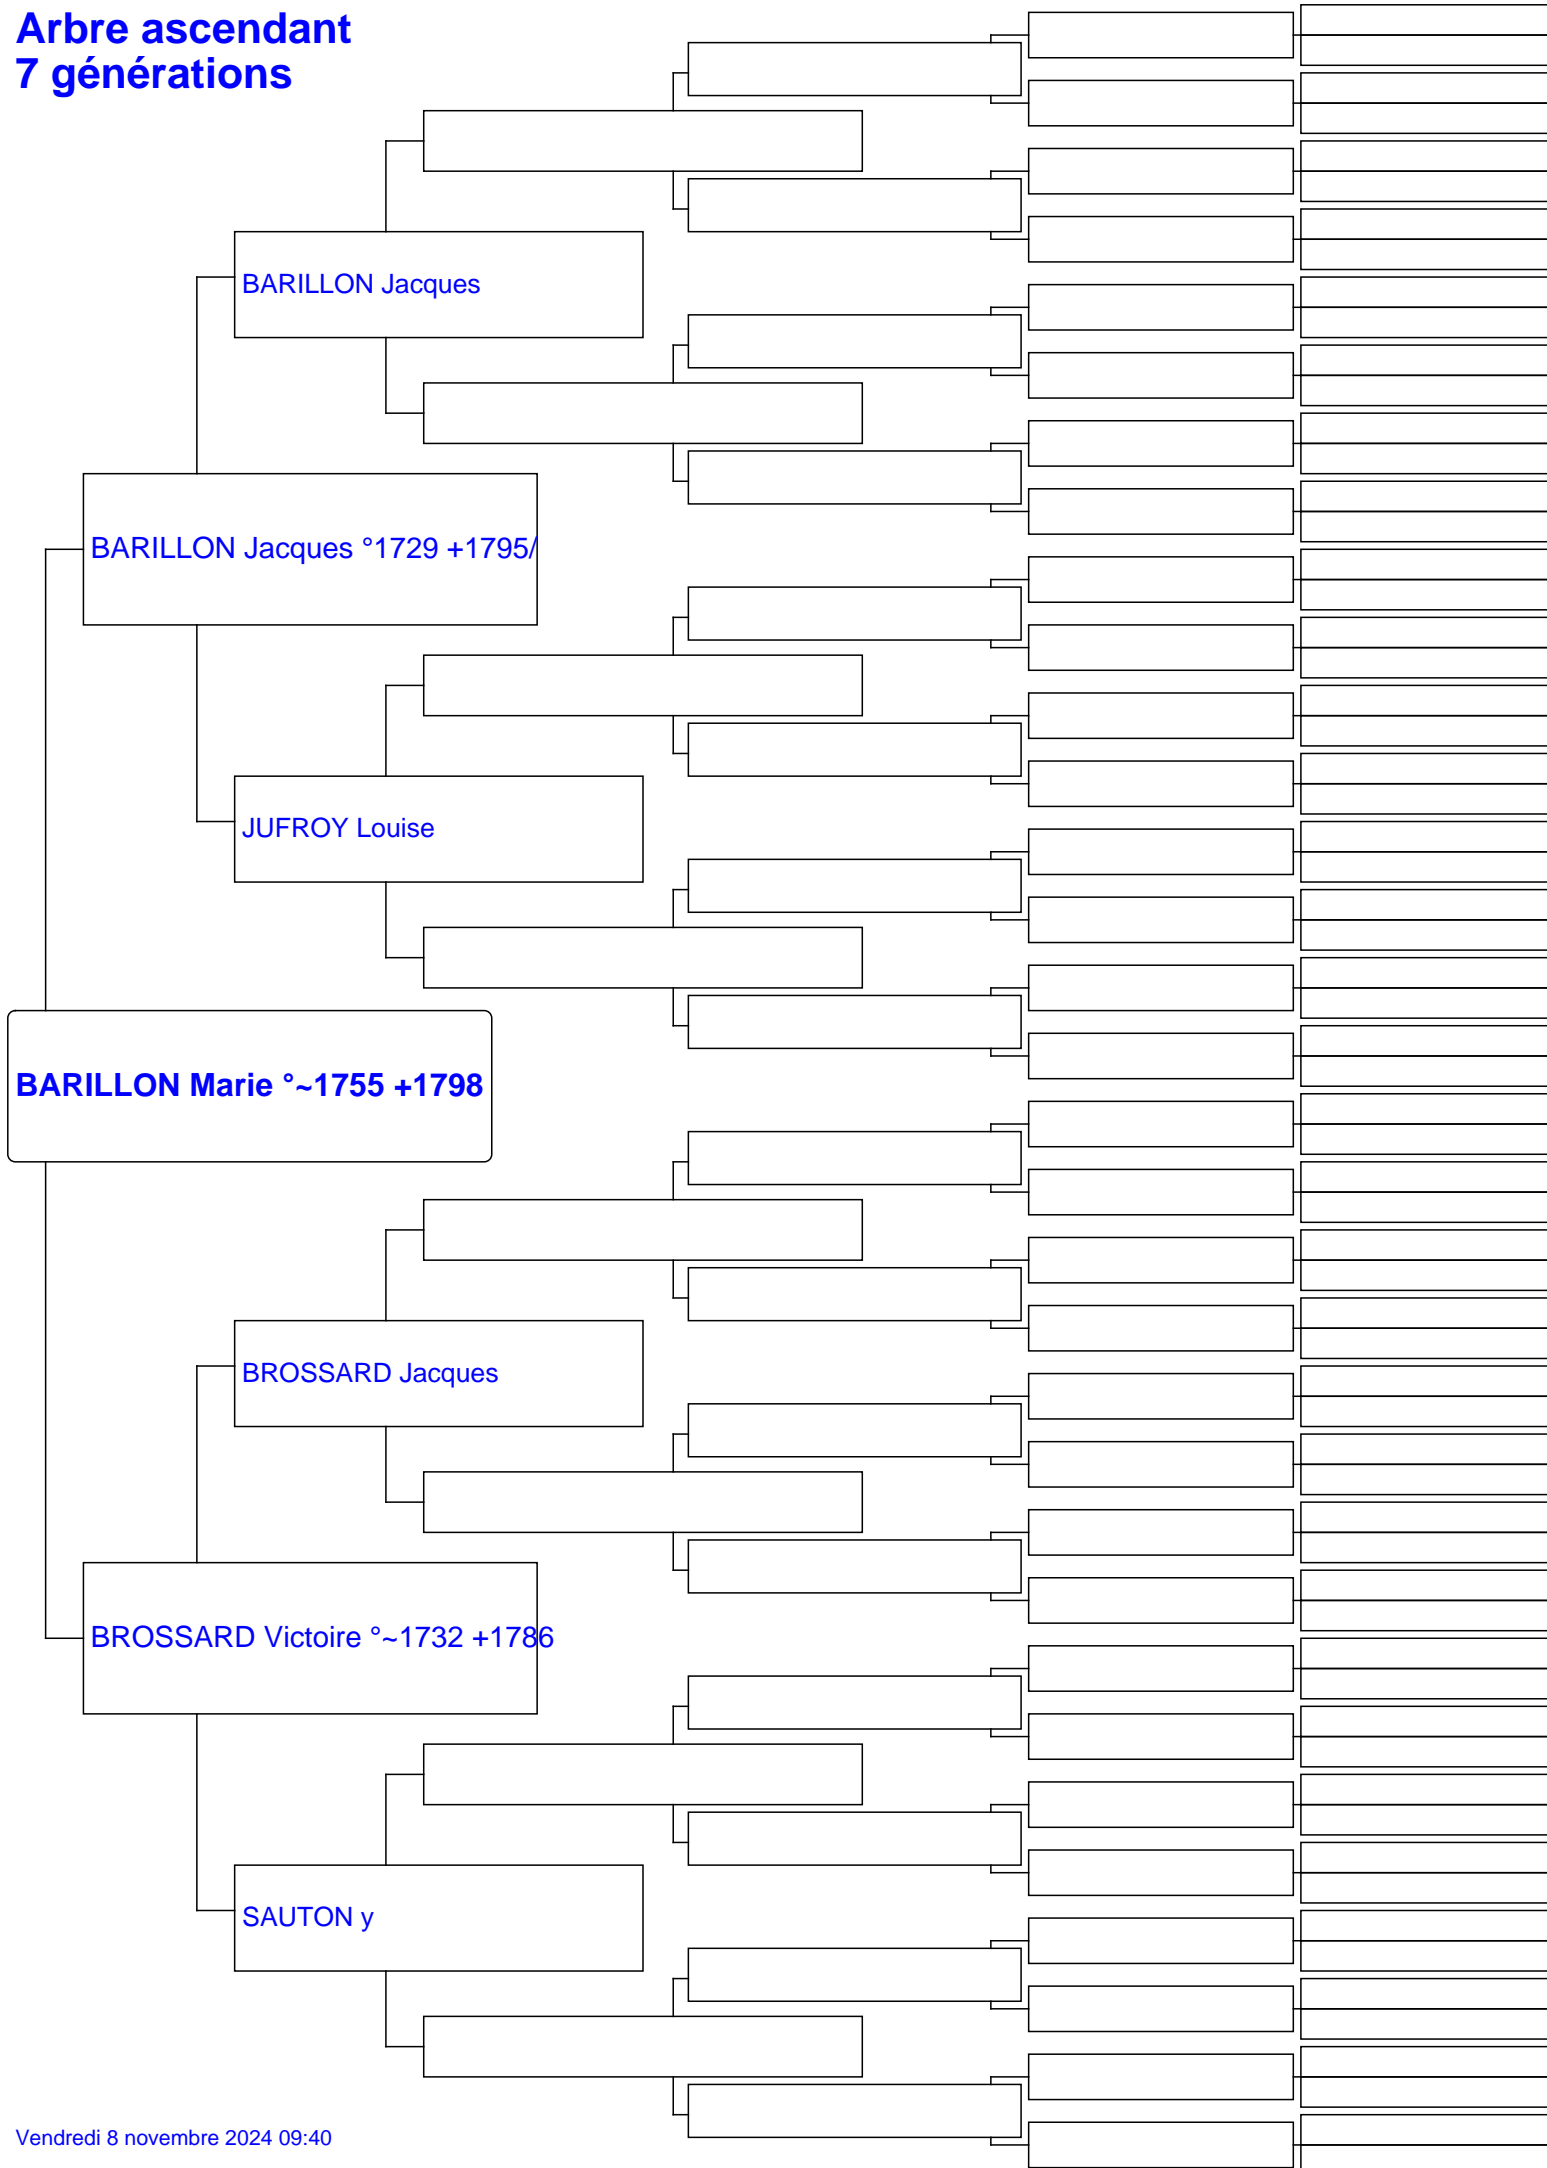 Arbre ascendant
7 générations
BARILLON Jacques
BARILLON Jacques °1729 +1795/
JUFROY Louise
BARILLON Marie °~1755 +1798
BROSSARD Jacques
BROSSARD Victoire °~1732 +1786
SAUTON y
Vendredi 8 novembre 2024 09:40